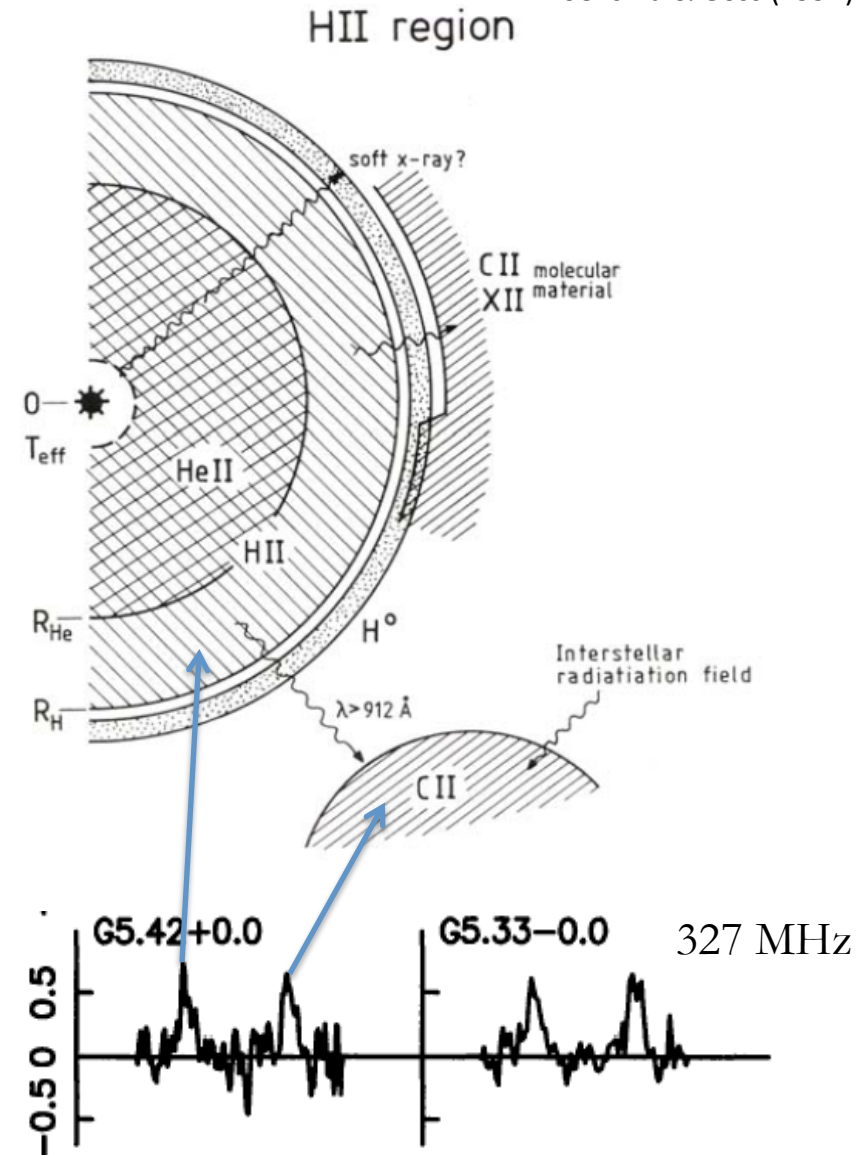 HII region
soft x-ray?
CII molecular
XII material
O
Teff
HeII
HII
RHe
H°
Interstellar
radiatiation field
RH
λ>912 Å
CII
G5.42+0.0
G5.33-0.0
327 MHz
0.5
0
-0.5